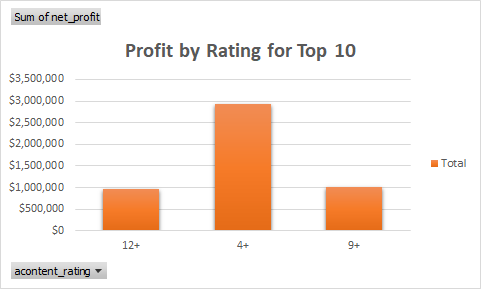 Sum of net_profit
Profit by Rating for Top 10
$3,500,000
$3,000,000
$2,500,000
$2,000,000
$1,500,000
$1,000,000
$500,000
$0
12+ 4+ 9+
Total
acontent_rating